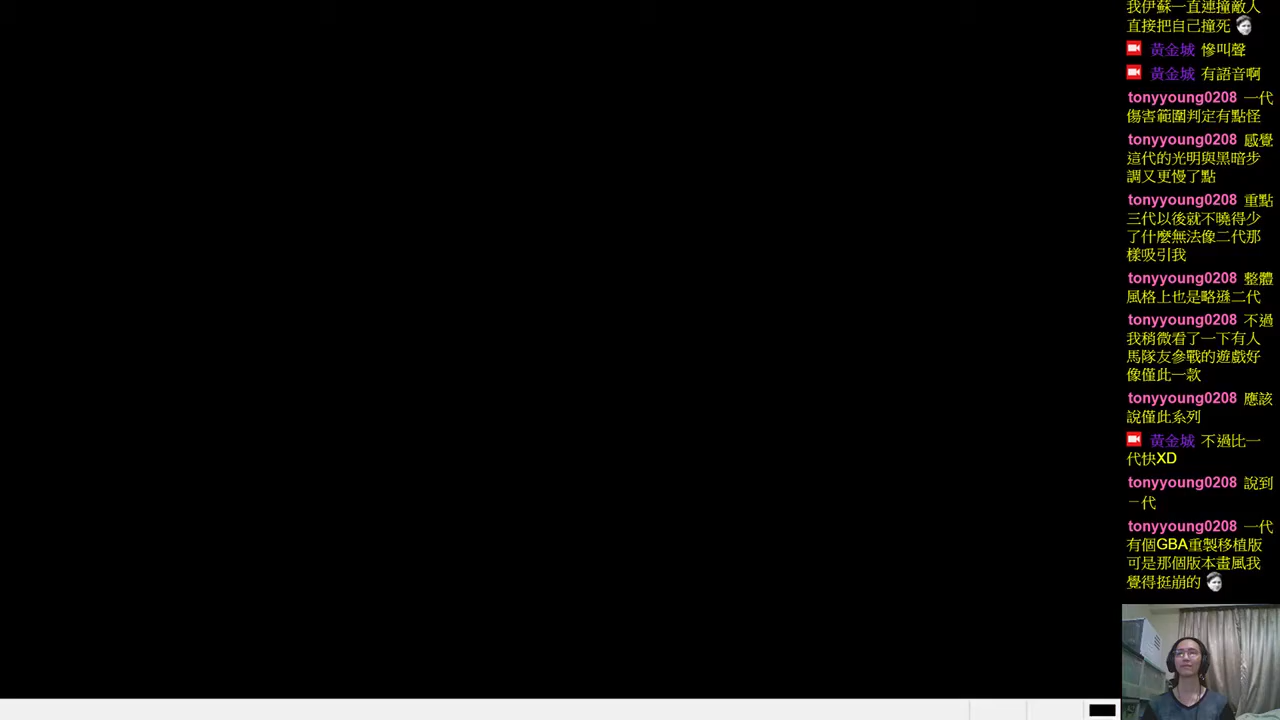 我伊蘇一直連撞敵人
直接把自己撞死
黃金城 慘叫聲
黃金城 有語音啊
tonyyoung0208 一代
傷害範圍判定有點怪
tonyyoung0208 感覺
這代的光明與黑暗步
調又更慢了點
tonyyoung0208 重點
三代以後就不曉得少
了什麼無法像二代那
樣吸引我
tonyyoung0208 整體
風格上也是略遜二代
tonyyoung0208 不過
我稍微看了一下有人
馬隊友參戰的遊戲好
像僅此一款
tonyyoung0208 應該
說僅此系列
黃金城 不過比一
代快XD
tonyyoung0208 說到
一代
tonyyoung0208 一代
有個GBA重製移植版
可是那個版本畫風我
覺得挺崩的